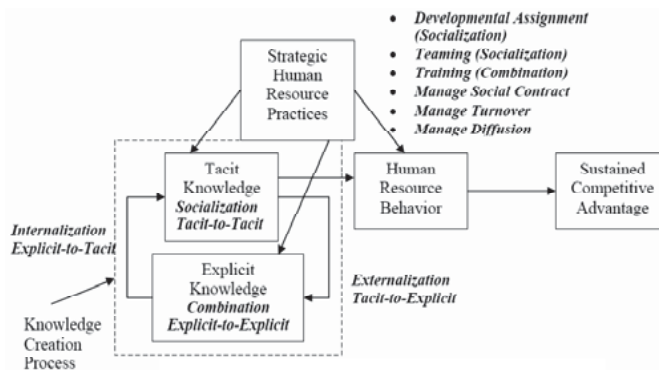 • Developmental Assignment
(Socialization)
• Teaming (Socialization)
• Training (Combination)
• Manage Social Contract
• Manage Turnover
• Manage Diffusion
Strategic
Human
Resource
Practices
Tacit
Knowledge
Socialization
Tacit-to-Tacit
Human
Resource
Behavior
Sustained
Competitive
Advantage
Internalization
Explicit-to-Tacit
Explicit
Knowledge
Combination
Explicit-to-Explicit
Externalization
Tacit-to-Explicit
Knowledge
Creation
Process